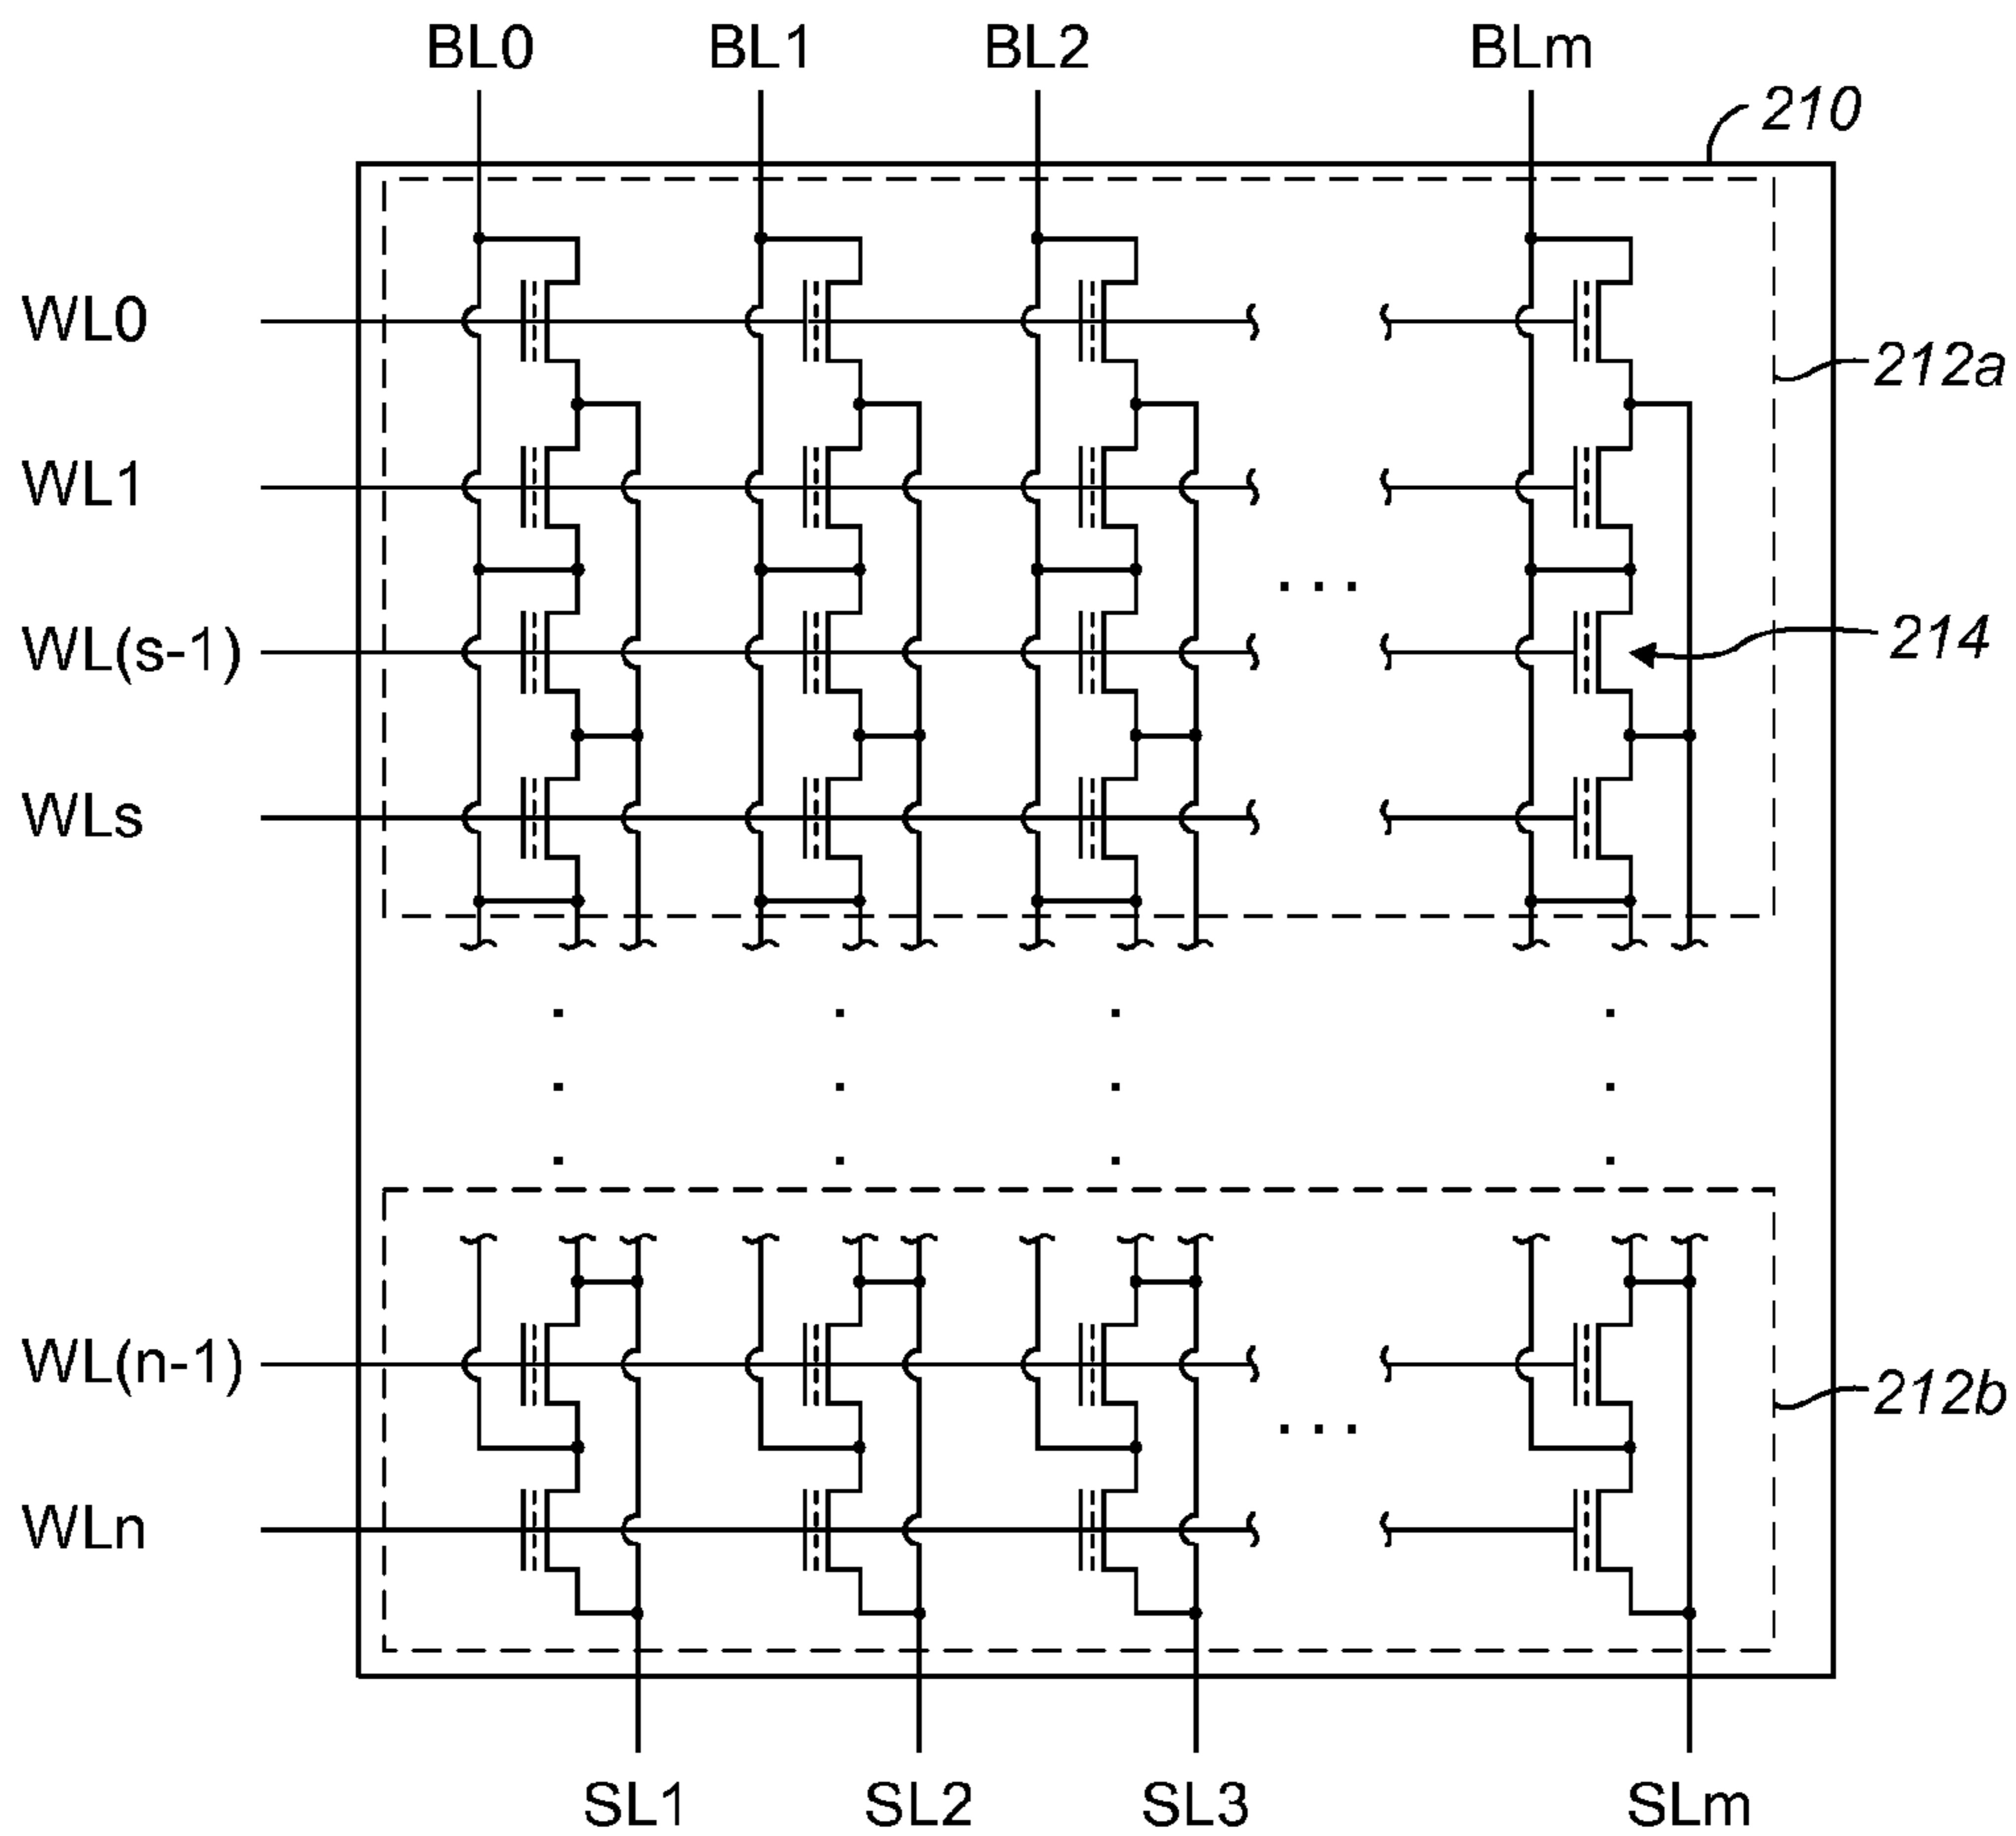 BL0 BL1 BL2 BLm
210
WL0
212a
WL1
. . .
WL(s-1)
214
WLs
WL(n-1)
212b
. . .
WLn
SL1 SL2 SL3 SLm